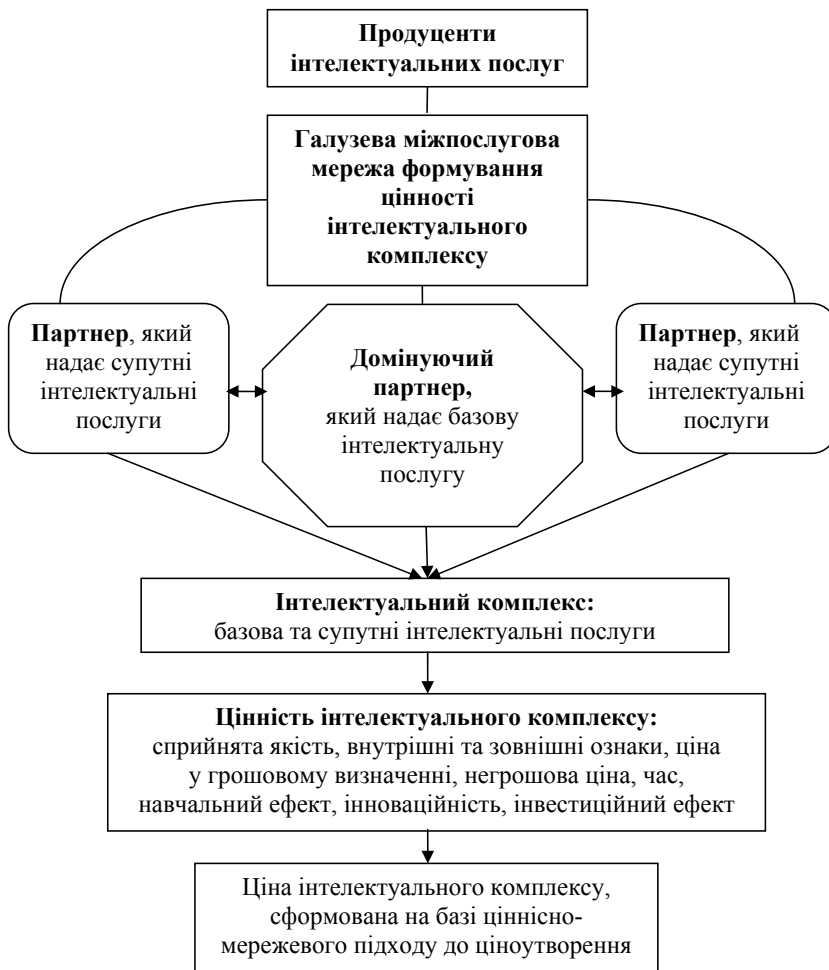 Продуценти
інтелектуальних послуг
Галузева міжпослугова
мережа формування
цінності
інтелектуального
комплексу
Партнер, який
надає супутні
інтелектуальні
послуги
Домінуючий
партнер,
який надає базову
інтелектуальну
послугу
Партнер, який
надає супутні
інтелектуальні
послуги
Інтелектуальний комплекс:
базова та супутні інтелектуальні послуги
Цінність інтелектуального комплексу:
сприйнята якість, внутрішні та зовнішні ознаки, ціна
у грошовому визначенні, негрошова ціна, час,
навчальний ефект, інноваційність, інвестиційний ефект
Ціна інтелектуального комплексу,
сформована на базі ціннісно-
мережевого підходу до ціноутворення